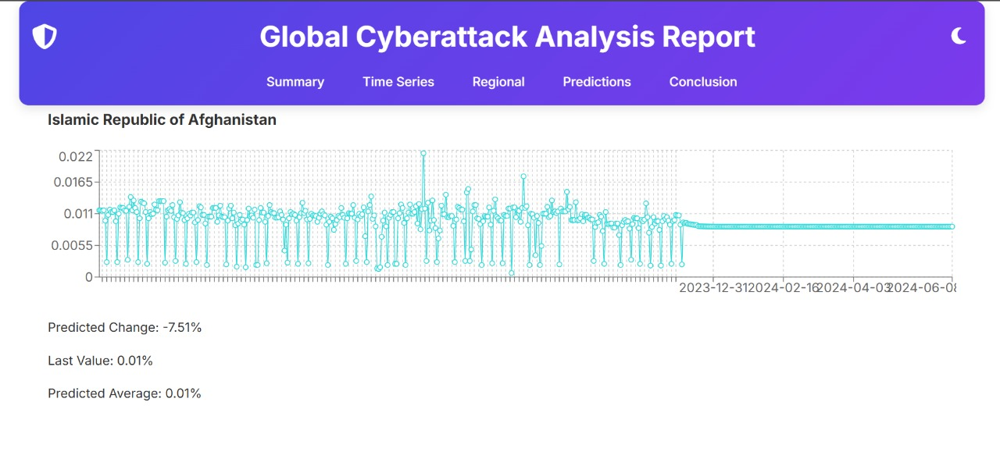 Global Cyberattack Analysis Report
Summary Time Series Regional Predictions Conclusion
Islamic Republic of Afghanistan
0.022
0.0165
0.011
0.0055
0
2023-12-31 2024-02-16 2024-04-03 2024-06-08
Predicted Change: -7.51%
Last Value: 0.01%
Predicted Average: 0.01%